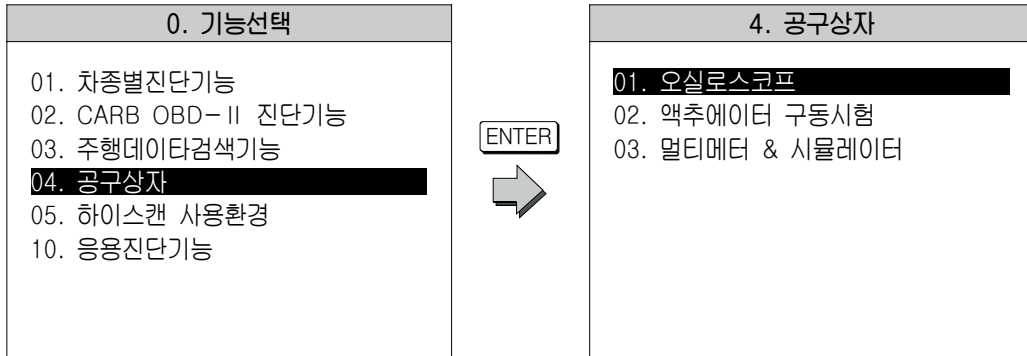 0. 기능선택
01. 차종별진단기능
02. CARB OBD-II 진단기능
03. 주행데이타검색기능
04. 공구상자
05. 하이스캔 사용환경
10. 응용진단기능
ENTER
4. 공구상자
01. 오실로스코프
02. 액추에이터 구동시험
03. 멀티메터 & 시뮬레이터